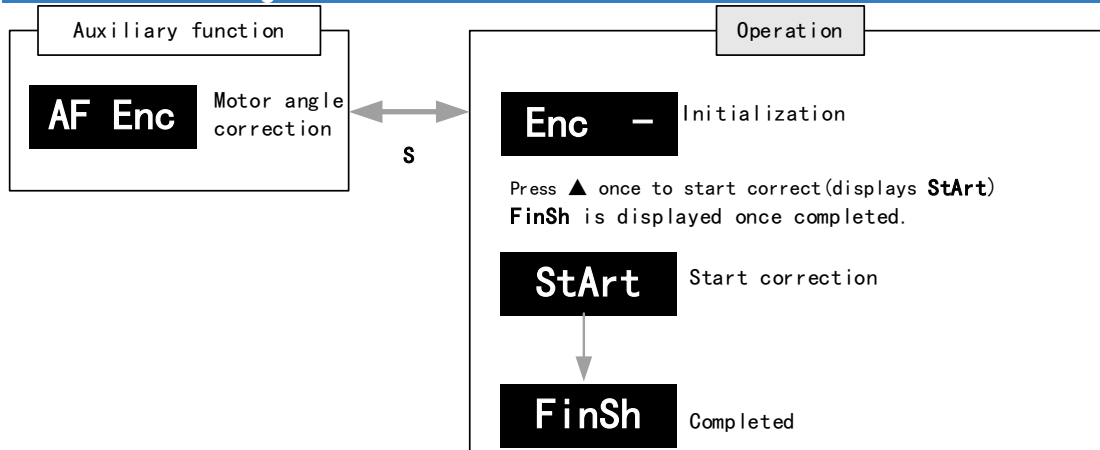 Auxiliary function
AF Enc
Motor angle
correction
S
Operation
Enc －
Initialization
Press ▲ once to start correct(displays StArt)
FinSh is displayed once completed.
StArt
Start correction
FinSh
Completed